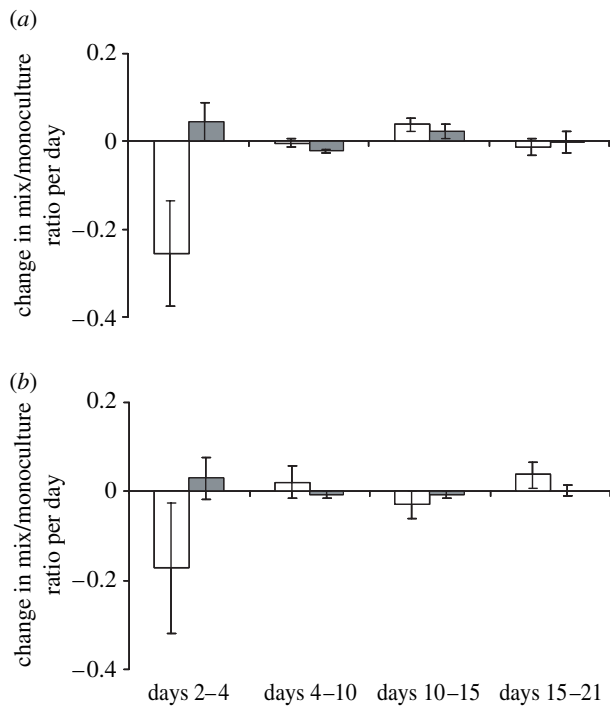 (a)
0.2
0
–0.2
–0.4
change in mix/monoculture
ratio per day
(b)
0.2
0
–0.2
–0.4
change in mix/monoculture
ratio per day
days 2–4 days 4–10 days 10–15 days 15–21